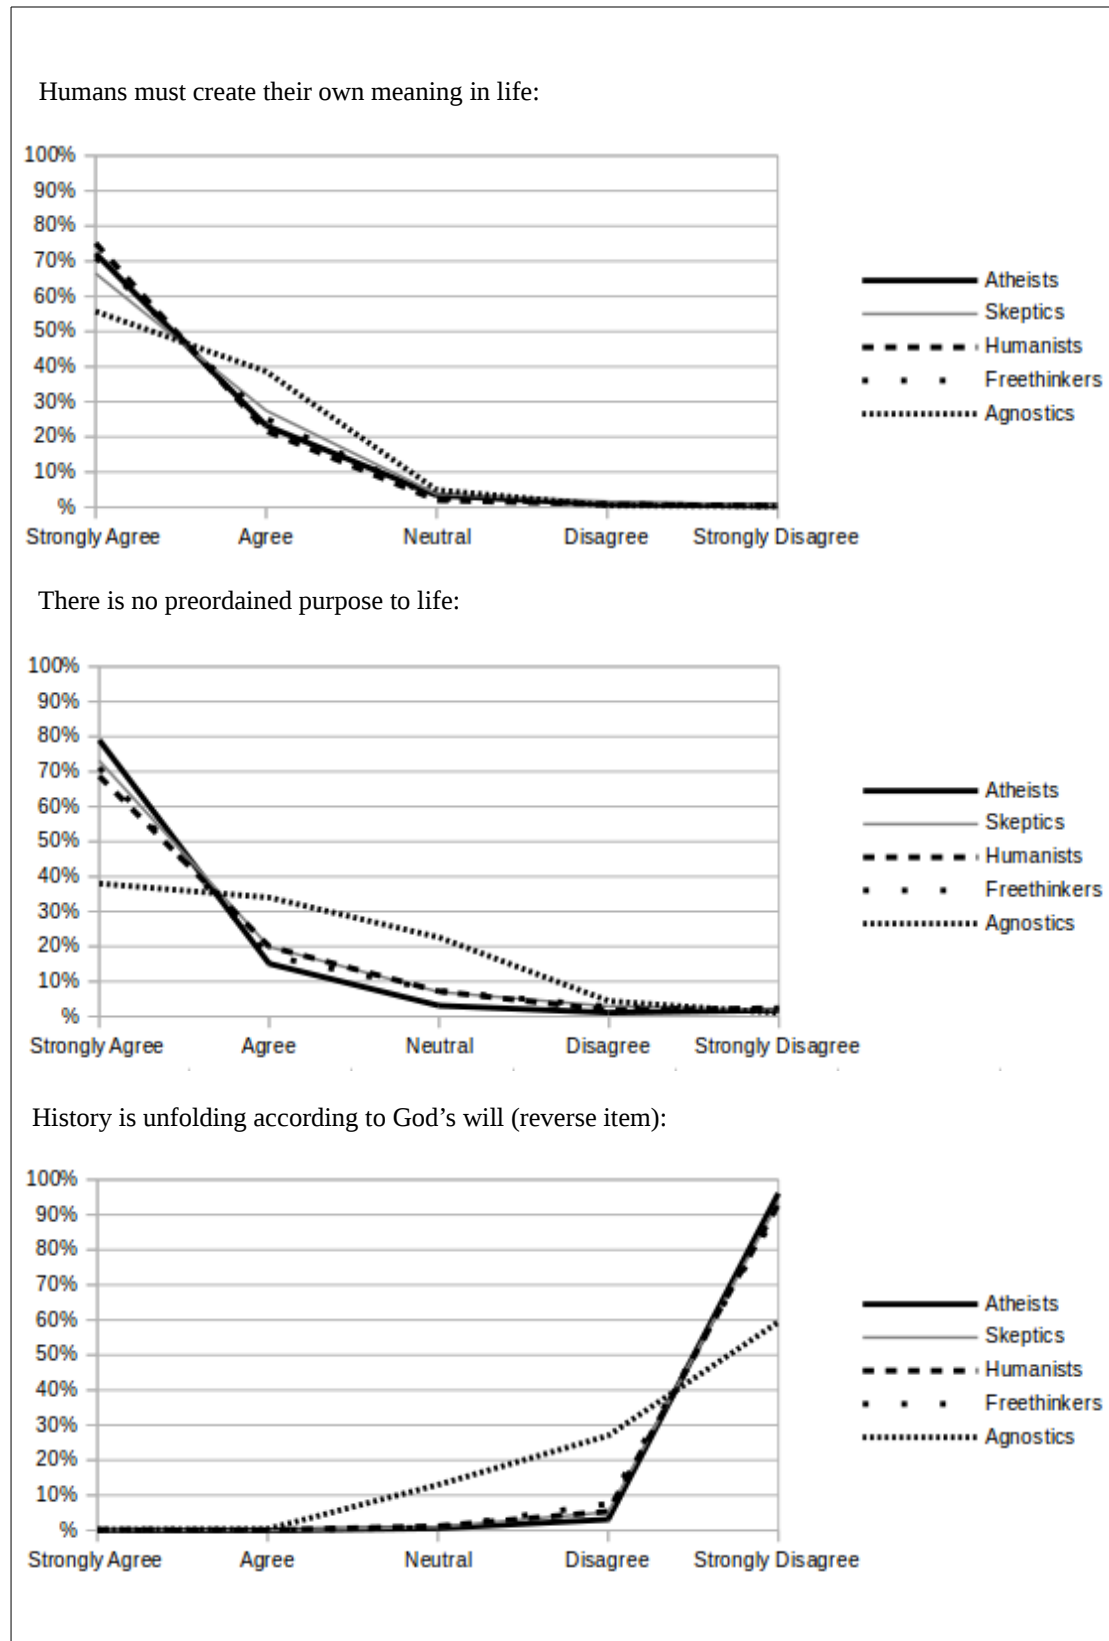 Humans must create their own meaning in life:
100%
90%
80%
70%
60%
50%
40%
30%
20%
10%
%
Strongly Agree Agree Neutral Disagree Strongly Disagree
Atheists
Skeptics
Humanists
Freethinkers
Agnostics
There is no preordained purpose to life:
100%
90%
80%
70%
60%
50%
40%
30%
20%
10%
%
Strongly Agree Agree Neutral Disagree Strongly Disagree
Atheists
Skeptics
Humanists
Freethinkers
Agnostics
History is unfolding according to God’s will (reverse item):
100%
90%
80%
70%
60%
50%
40%
30%
20%
10%
%
Strongly Agree Agree Neutral Disagree Strongly Disagree
Atheists
Skeptics
Humanists
Freethinkers
Agnostics